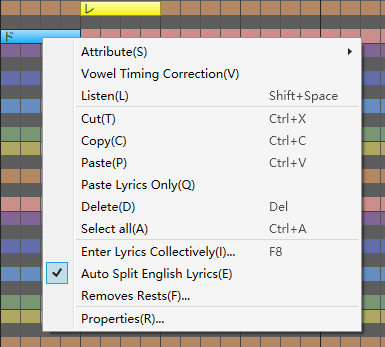 レ
ド
Attribute(S)
Vowel Timing Correction(V)
Listen(L) Shift+Space
Cut(T) Ctrl+X
Copy(C) Ctrl+C
Paste(P) Ctrl+V
Paste Lyrics Only(Q)
Delete(D) Del
Select all(A) Ctrl+A
Enter Lyrics Collectively(I)... F8
Auto Split English Lyrics(E)
Removes Rests(F)...
Properties(R)...